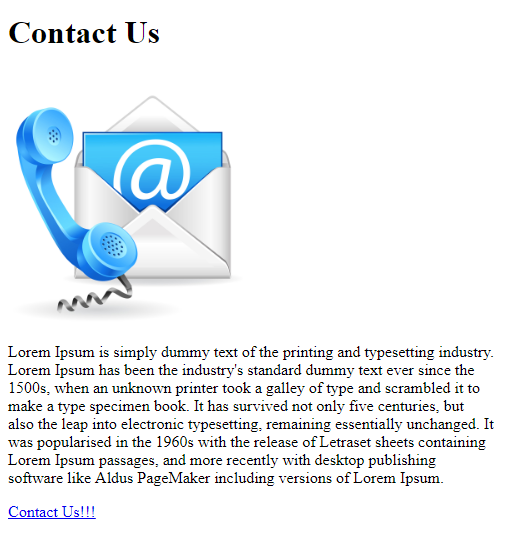 Contact Us
@
Lorem Ipsum is simply dummy text of the printing and typesetting industry.
Lorem Ipsum has been the industry's standard dummy text ever since the
1500s, when an unknown printer took a galley of type and scrambled it to
make a type specimen book. It has survived not only five centuries, but
also the leap into electronic typesetting, remaining essentially unchanged. It
was popularised in the 1960s with the release of Letraset sheets containing
Lorem Ipsum passages, and more recently with desktop publishing
software like Aldus PageMaker including versions of Lorem Ipsum.
Contact Us!!!